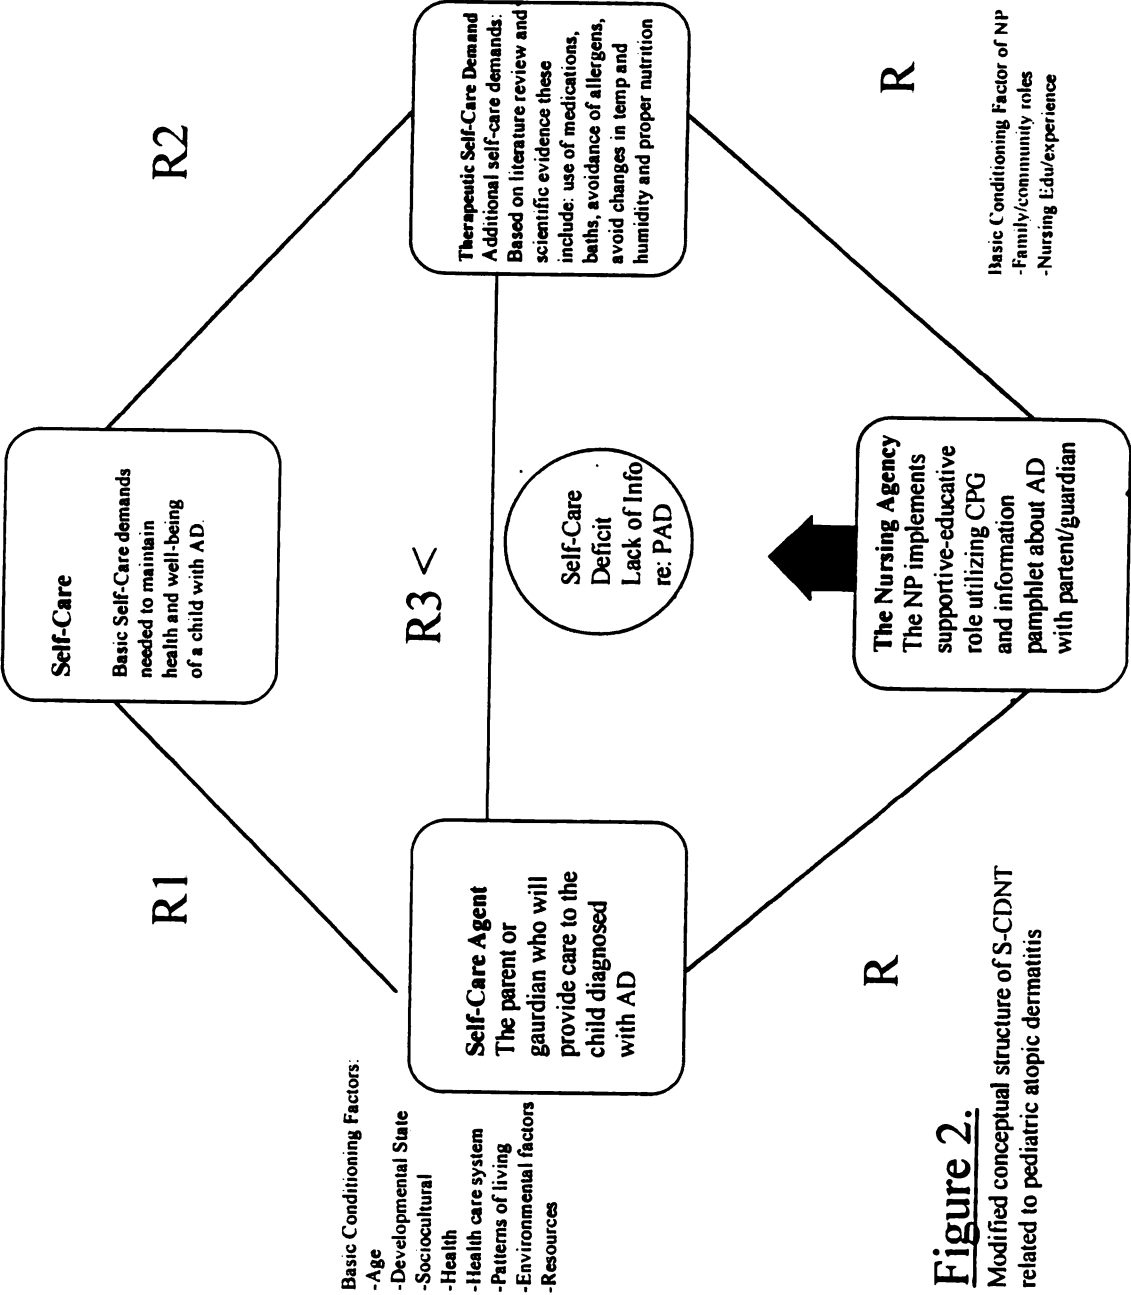 Self-Care
Basic Self-Care demands
needed to maintain
health and well-being
of a child with AD.
R1
R2
Basic Conditioning Factors:
-Age
-Developmental State
-Sociocultural
-Health
-Health care system
-Patterns of living
-Environmental factors
-Resources
Self-Care Agent
The parent or
gaurdian who will
provide care to the
child diagnosed
with AD
R3 <
Therapeutic Self-Care Demand
Additional self-care demands:
Based on literature review and
scientific evidence these
include: use of medications,
baths, avoidance of allergens,
avoid changes in temp and
humidity and proper nutrition
Self-Care
Deficit
Lack of Info
re: PAD
R
R
The Nursing Agency
The NP implements
supportive-educative
role utilizing CPG
and information
pamphlet about AD
with partent/guardian
Basic Conditioning Factor of NP
-Family/community roles
-Nursing Edu/experience
Figure 2.
Modified conceptual structure of S-CDNT
related to pediatric atopic dermatitis